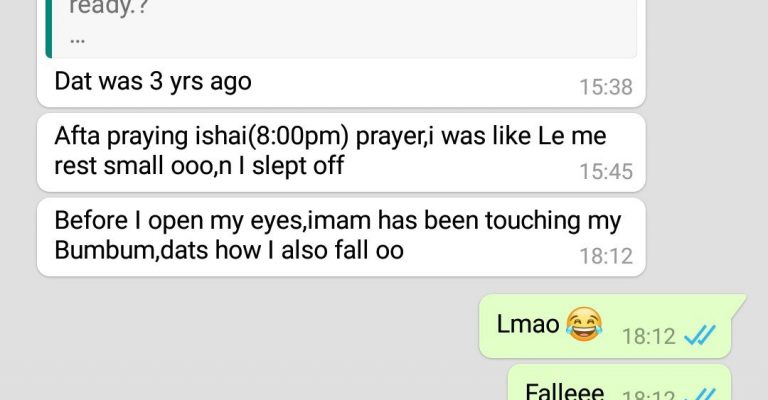 ready.?
...
Dat was 3 yrs ago
15:38
Afta praying ishai(8:00pm) prayer,i was like Le me
rest small ooo,n I slept off
15:45
Before I open my eyes,imam has been touching my
Bumbum,dats how I also fall oo
18:12
Lmao 😂
18:12
Falleee
18:12